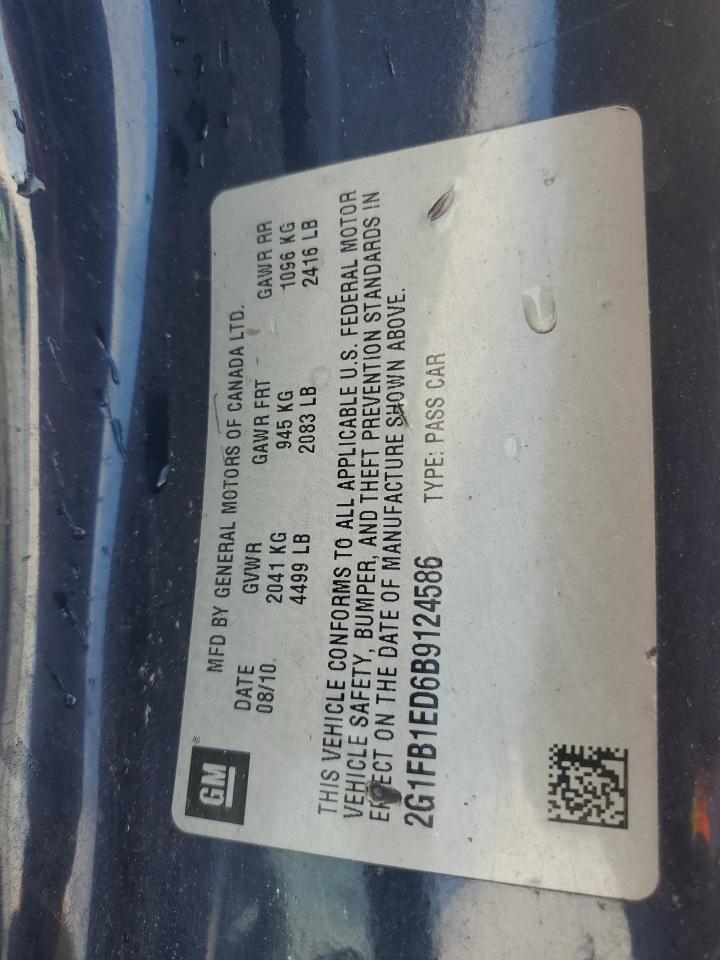 GM®
MFD BY GENERAL MOTORS OF CANADA LTD.
DATE GVWR GAWR FRT GAWR RR
08/10 2041 KG 945 KG 1096 KG
4499 LB 2083 LB 2416 LB
THIS VEHICLE CONFORMS TO ALL APPLICABLE U.S. FEDERAL MOTOR
VEHICLE SAFETY, BUMPER, AND THEFT PREVENTION STANDARDS IN
EFFECT ON THE DATE OF MANUFACTURE SHOWN ABOVE.
2G1FB1ED6B9124586 TYPE: PASS CAR